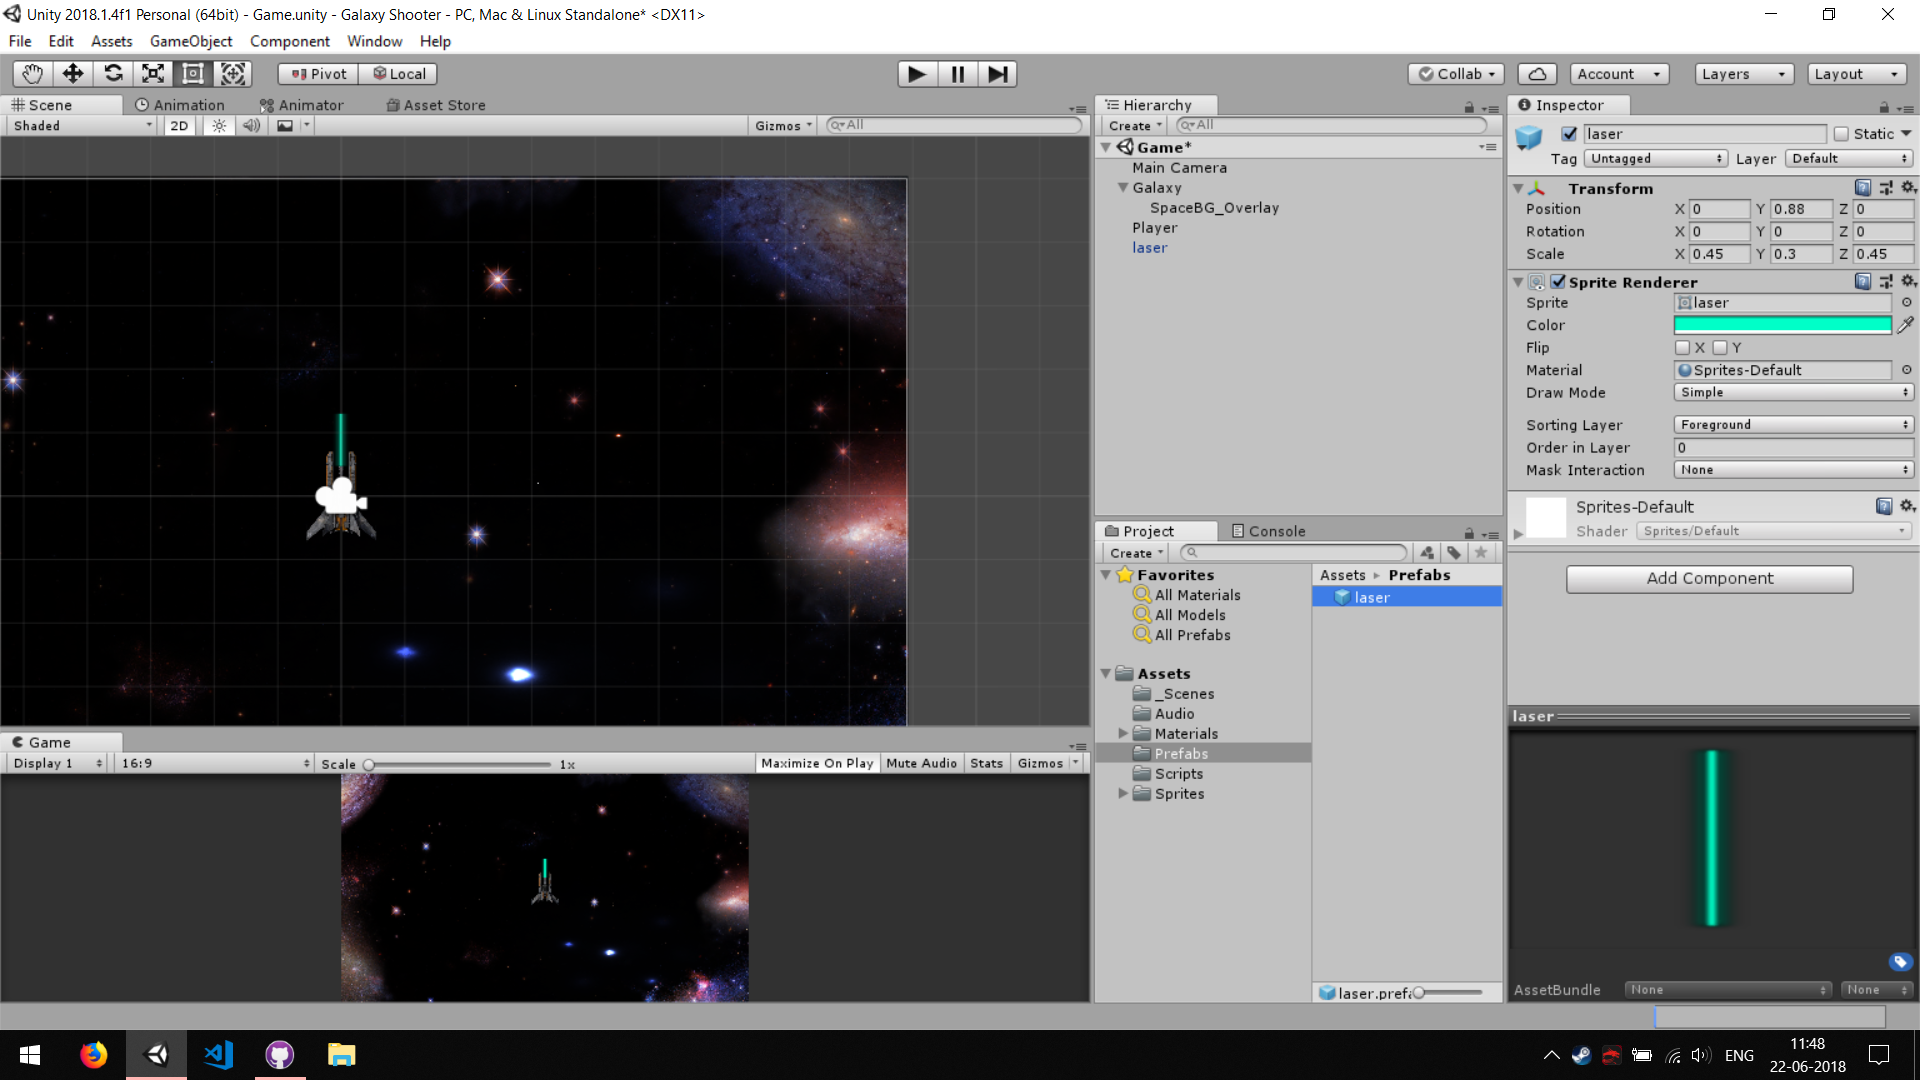 Unity 2018.1.4f1 Personal (64bit) - Game.unity - Galaxy Shooter - PC, Mac & Linux Standalone* <DX11>
File Edit Assets GameObject Component Window Help
Pivot Local Collab Account Layers Layout
Scene Animation Animator Asset Store
Shaded 2D Gizmos All
Hierarchy
Create All
Game*
Main Camera
Galaxy
SpaceBG_Overlay
Player
laser
Inspector
laser Static
Tag Untagged Layer Default
Transform
Position X 0 Y 0.88 Z 0
Rotation X 0 Y 0 Z 0
Scale X 0.45 Y 0.3 Z 0.45
Sprite Renderer
Sprite laser
Color
Flip X Y
Material Sprites-Default
Draw Mode Simple
Sorting Layer Foreground
Order in Layer 0
Mask Interaction None
Sprites-Default
Shader Sprites/Default
Add Component
Project Console
Create
Favorites
All Materials
All Models
All Prefabs
Assets
_Scenes
Audio
Materials
Prefabs
Scripts
Sprites
Assets Prefabs
laser
laser.prefa
laser
AssetBundle None None
Game
Display 1 16:9 Scale 1x Maximize On Play Mute Audio Stats Gizmos
ENG
11:48
22-06-2018